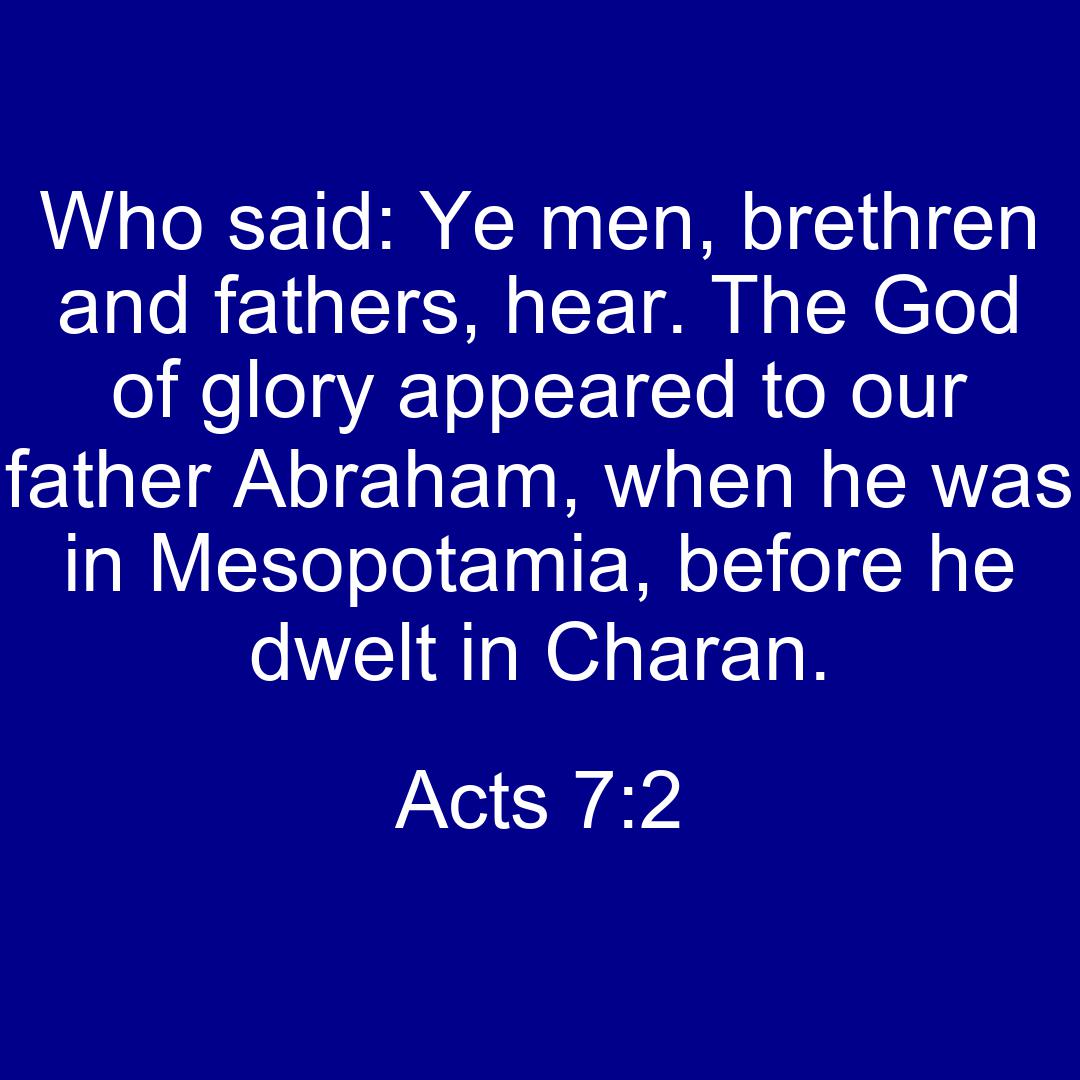 Who said: Ye men, brethren
and fathers, hear. The God
of glory appeared to our
father Abraham, when he was
in Mesopotamia, before he
dwelt in Charan.
Acts 7:2